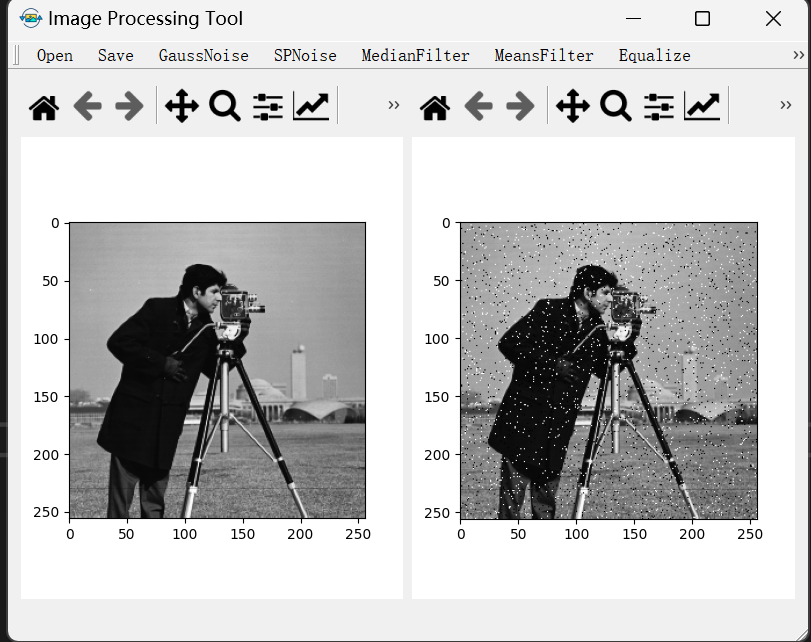 Image Processing Tool
Open Save GaussNoise SPNoise MedianFilter MeansFilter Equalize »
» »
0 0
50 50
100 100
150 150
200 200
250 250
0 50 100 150 200 250 0 50 100 150 200 250